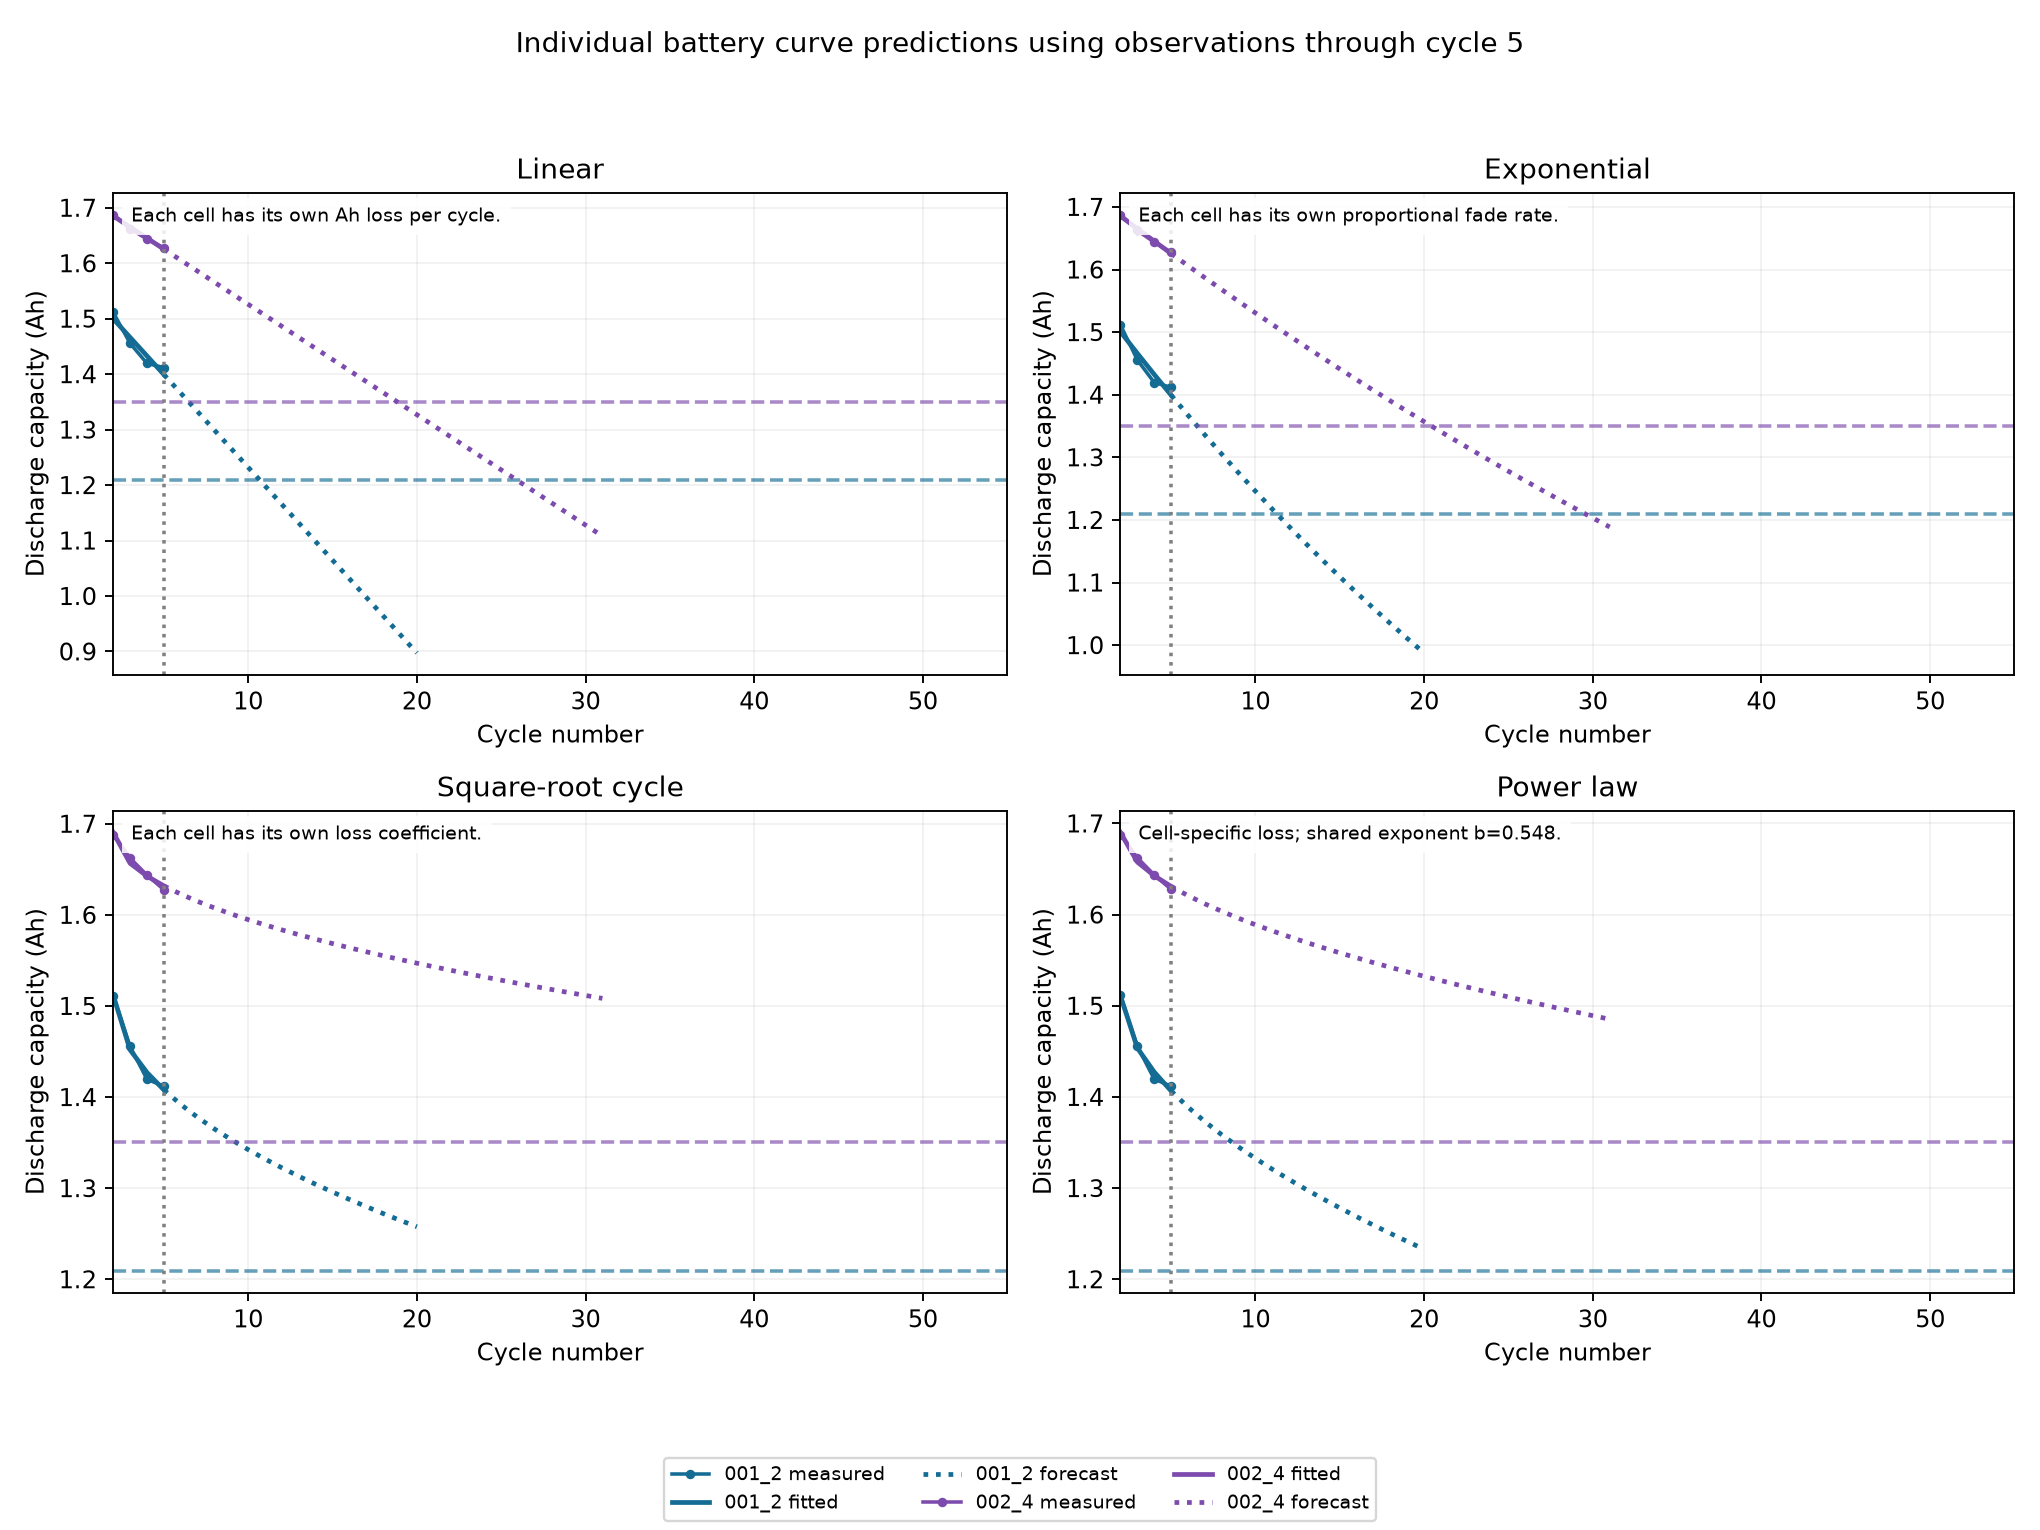 Individual battery curve predictions using observations through cycle 5
Linear
Each cell has its own Ah loss per cycle.
1.7
1.6
1.5
1.4
1.3
1.2
1.1
1.0
0.9
Discharge capacity (Ah)
10 20 30 40 50
Cycle number
Exponential
Each cell has its own proportional fade rate.
1.7
1.6
1.5
1.4
1.3
1.2
1.1
1.0
Discharge capacity (Ah)
10 20 30 40 50
Cycle number
Square-root cycle
Each cell has its own loss coefficient.
1.7
1.6
1.5
1.4
1.3
1.2
Discharge capacity (Ah)
10 20 30 40 50
Cycle number
Power law
Cell-specific loss; shared exponent b=0.548.
1.7
1.6
1.5
1.4
1.3
1.2
Discharge capacity (Ah)
10 20 30 40 50
Cycle number
001_2 measured 001_2 forecast 002_4 fitted
001_2 fitted 002_4 measured 002_4 forecast